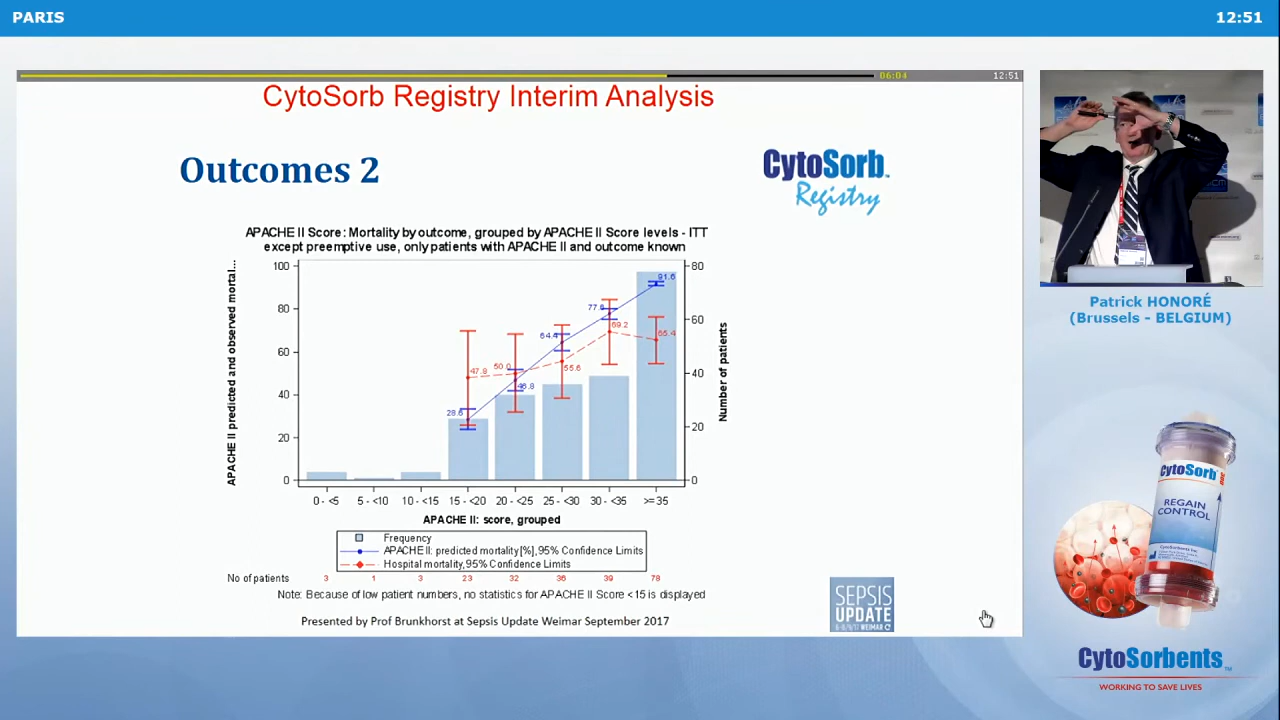 PARIS
12:51
06:04
12:51
CytoSorb Registry Interim Analysis
Outcomes 2
CytoSorb™
Registry
APACHE II Score: Mortality by outcome, grouped by APACHE II Score levels - ITT
except preemptive use, only patients with APACHE II and outcome known
APACHE II predicted and observed mortal...
100
80
60
40
20
0
80
60
40
20
0
Number of patients
28.6
47.8
50.0
46.8
64.4
55.6
77.8
69.2
91.6
65.4
0 - <5
5 - <10
10 - <15
15 - <20
20 - <25
25 - <30
30 - <35
>=35
APACHE II: score, grouped
Frequency
APACHE II: predicted mortality[%],95% Confidence Limits
Hospital mortality,95% Confidence Limits
No of patients 3 1 3 23 32 36 39 78
Note: Because of low patient numbers, no statistics for APACHE II Score <15 is displayed
Presented by Prof Brunkhorst at Sepsis Update Weimar September 2017
SEPSIS
UPDATE
Patrick HONORÉ
(Brussels - BELGIUM)
CytoSorb
REGAIN
CONTROL
CytoSorbents™
WORKING TO SAVE LIVES